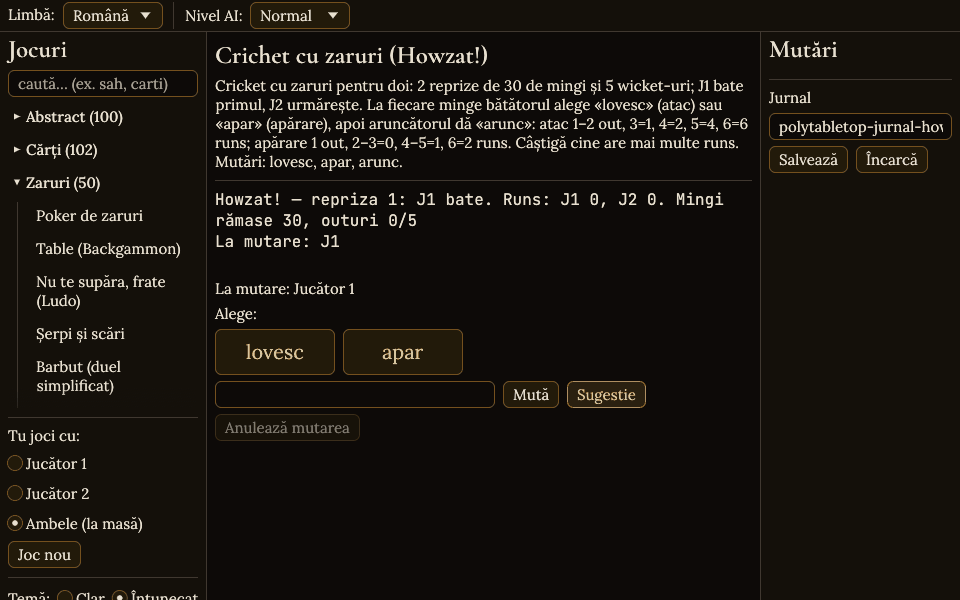 Limbă: Română ▼ Nivel AI: Normal ▼
Jocuri
caută... (ex. sah, carti)
▸ Abstract (100)
▸ Cărți (102)
▾ Zaruri (50)
Poker de zaruri
Table (Backgammon)
Nu te supăra, frate
(Ludo)
Șerpi și scări
Barbut (duel
simplificat)
Tu joci cu:
Jucător 1
Jucător 2
Ambele (la masă)
Joc nou
Temă: Clar Întunecat
Crichet cu zaruri (Howzat!)
Cricket cu zaruri pentru doi: 2 reprize de 30 de mingi și 5 wicket-uri; J1 bate
primul, J2 urmărește. La fiecare minge bătătorul alege «lovesc» (atac) sau
«apar» (apărare), apoi aruncătorul dă «arunc»: atac 1–2 out, 3=1, 4=2, 5=4, 6=6
runs; apărare 1 out, 2–3=0, 4–5=1, 6=2 runs. Câștigă cine are mai multe runs.
Mutări: lovesc, apar, arunc.
Howzat! — repriza 1: J1 bate. Runs: J1 0, J2 0. Mingi
rămase 30, outuri 0/5
La mutare: J1
La mutare: Jucător 1
Alege:
lovesc apar
Mută Sugestie
Anulează mutarea
Mutări
Jurnal
polytabletop-jurnal-how
Salvează Încarcă